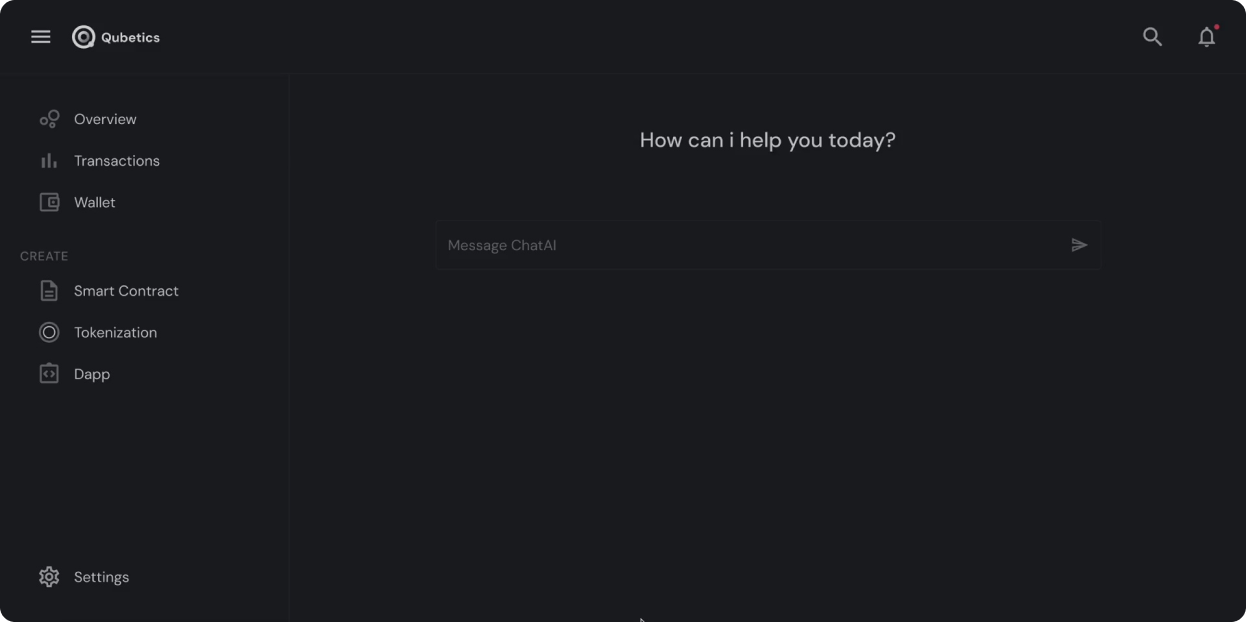 Qubetics
Overview
Transactions
Wallet
CREATE
Smart Contract
Tokenization
Dapp
Settings
How can i help you today?
Message ChatAI